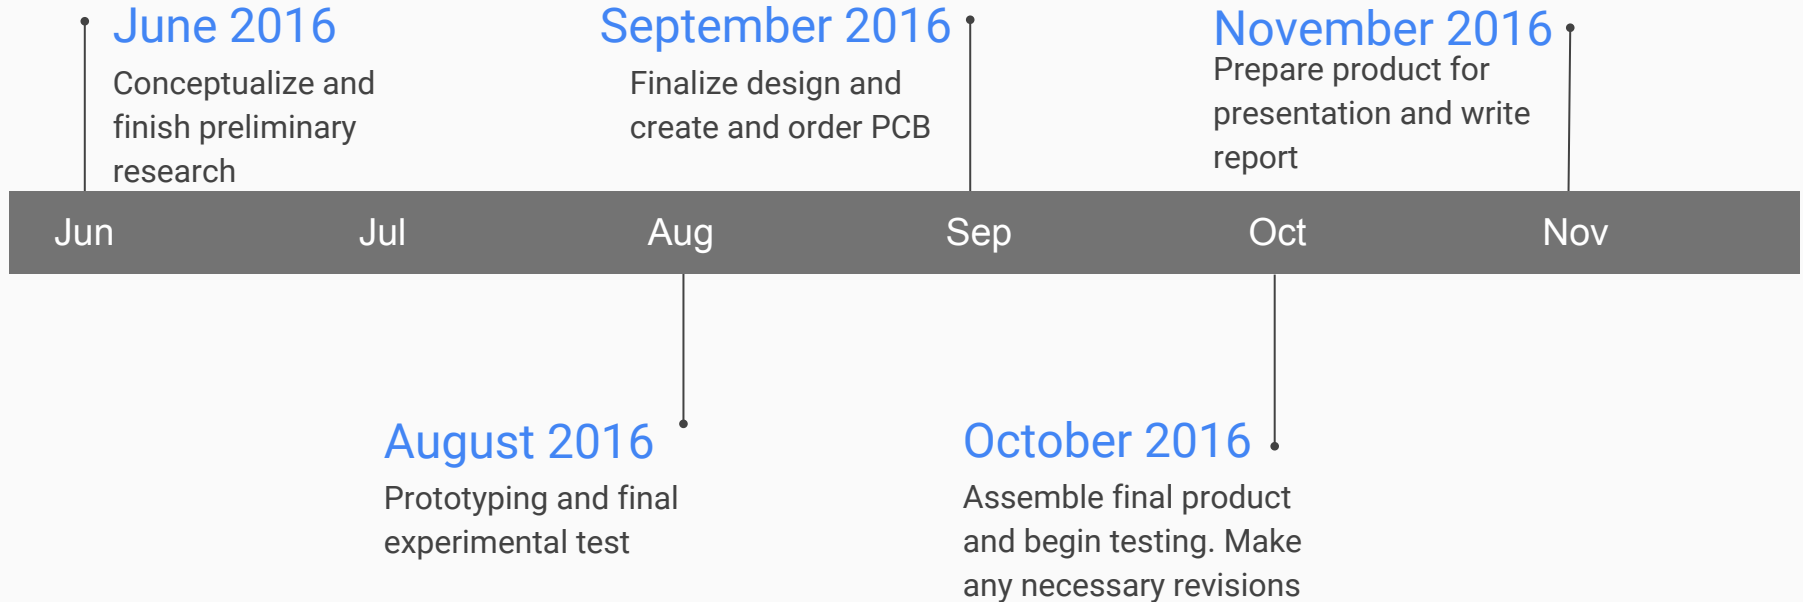 June 2016
Conceptualize and
finish preliminary
research
September 2016
Finalize design and
create and order PCB
November 2016
Prepare product for
presentation and write
report
Jun Jul Aug Sep Oct Nov
August 2016
Prototyping and final
experimental test
October 2016
Assemble final product
and begin testing. Make
any necessary revisions